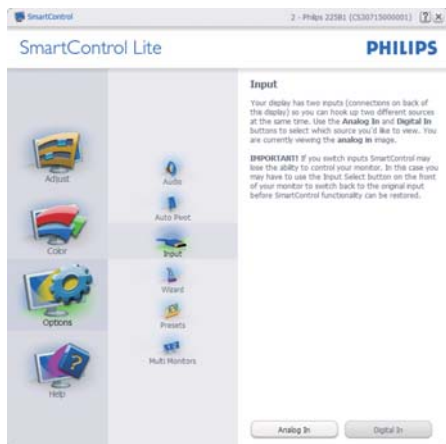 SmartControl
2 - Philips 225B1 (CS30715000001)
? X
SmartControl Lite
PHILIPS
Adjust
Color
Options
Help
Audio
Auto Pivot
Input
Wizard
Presets
Multi Monitors
Input
Your display has two inputs (connections on back of
the display) so you can hook up two different sources
at the same time. Use the Analog In and Digital In
buttons to select which source you'd like to view. You
are currently viewing the analog in image.
IMPORTANT! If you switch inputs SmartControl may
lose the ability to control your monitor. In this case you
may have to use the Input Select button on the front
of your monitor to switch back to the original input
before SmartControl functionality can be restored.
Analog In
Digital In